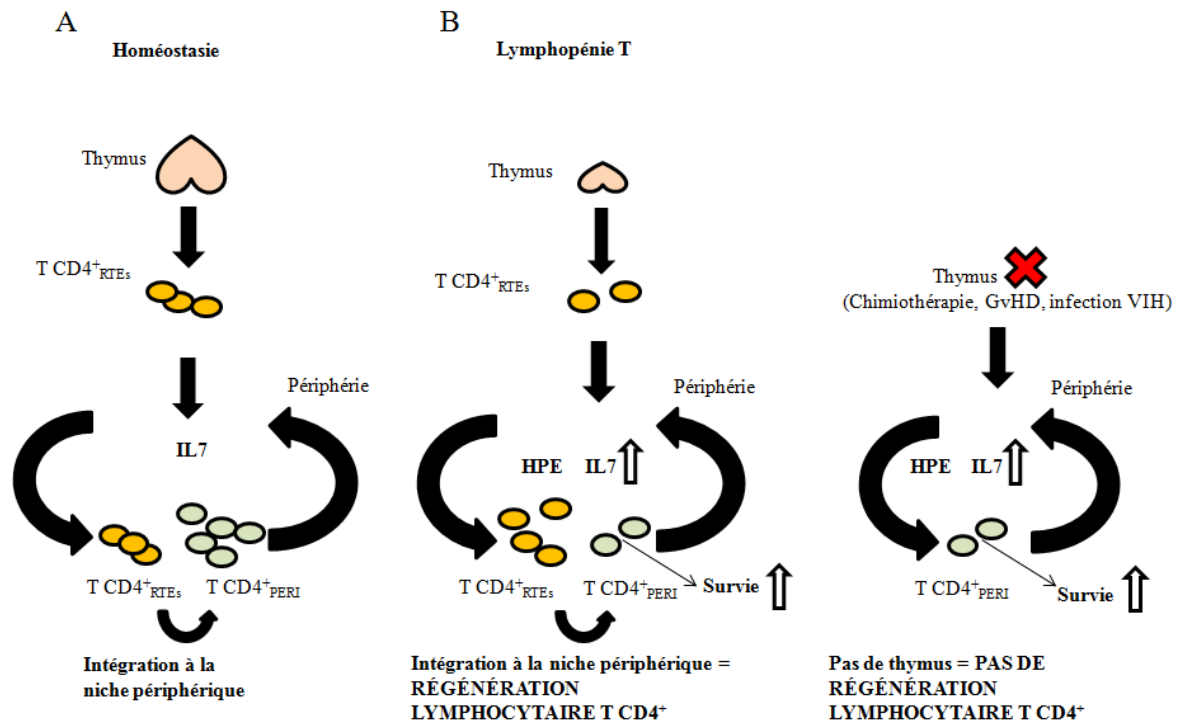 A
Homéostasie
Thymus
T CD4+RTEs
Périphérie
IL7
T CD4+RTEs
T CD4+PERI
Intégration à la
niche périphérique
B
Lymphopénie T
Thymus
T CD4+RTEs
Périphérie
HPE
IL7
T CD4+RTEs
T CD4+PERI
Survie
Intégration à la niche périphérique =
RÉGÉNÉRATION
LYMPHOCYTAIRE T CD4+
Thymus
(Chimiothérapie, GvHD, infection VIH)
Périphérie
HPE
IL7
T CD4+PERI
Survie
Pas de thymus = PAS DE
RÉGÉNÉRATION
LYMPHOCYTAIRE T CD4+